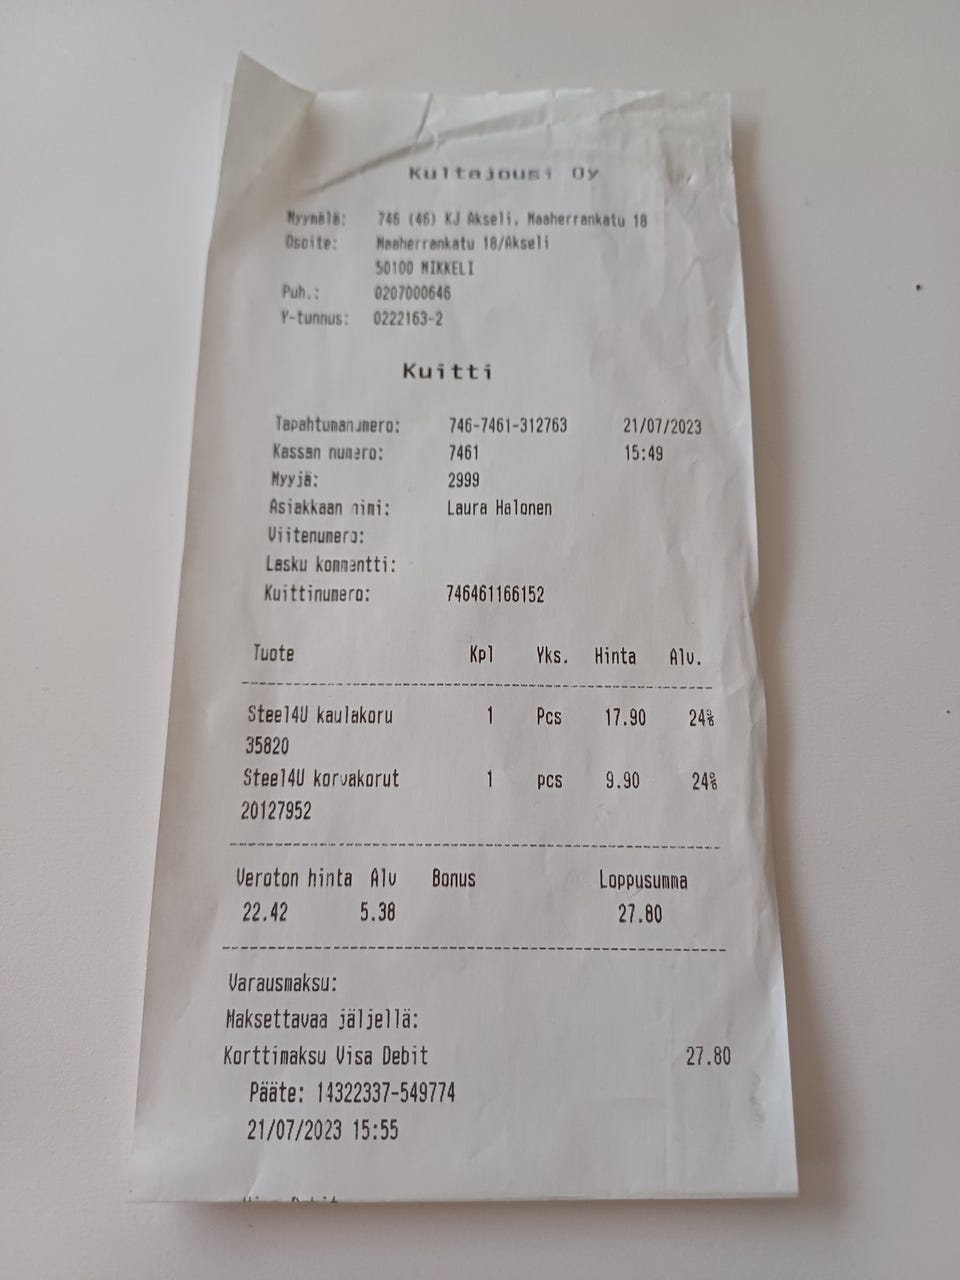 Kultajousi Oy
Myymälä: 746 (46) KJ Akseli, Maaherrankatu 18
Osoite: Maaherrankatu 18/Akseli
50100 MIKKELI
Puh.: 0207000646
Y-tunnus: 0222163-2
Kuitti
Tapahtumanumero: 746-7461-312763 21/07/2023
Kassan numero: 7461 15:49
Myyjä: 2999
Asiakkaan nimi: Laura Halonen
Viitenumero:
Lasku kommentti:
Kuittinumero: 746461166152
Tuote Kpl Yks. Hinta Alv.
Steel4U kaulakoru 1 Pcs 17.90 24%
35820
Steel4U korvakorut 1 pcs 9.90 24%
20127952
Veroton hinta Alv Bonus Loppusumma
22.42 5.38 27.80
Varausmaksu:
Maksettavaa jäljellä:
Korttimaksu Visa Debit 27.80
Pääte: 14322337-549774
21/07/2023 15:55